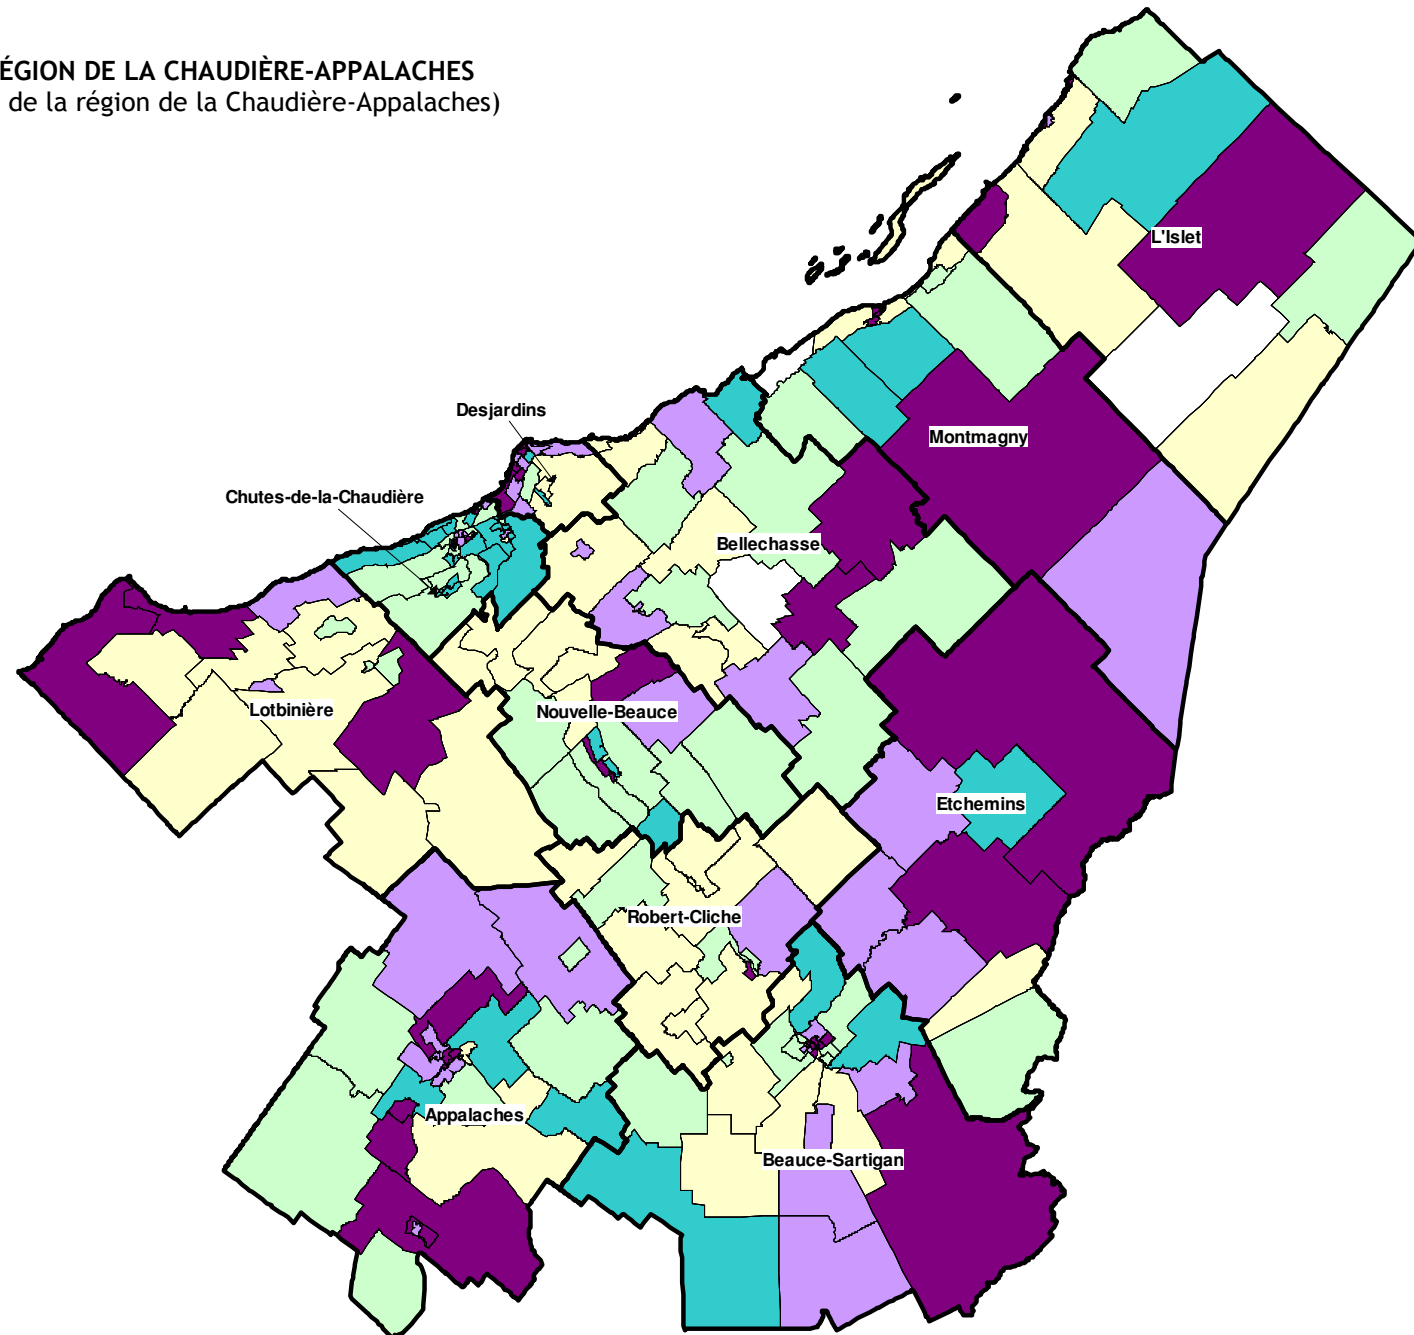 ÉGION DE LA CHAUDIÈRE-APPALACHES
de la région de la Chaudière-Appalaches)
L'Islet
Desjardins
Montmagny
Chutes-de-la-Chaudière
Bellechasse
Lotbinière
Nouvelle-Beauce
Etchemins
Robert-Cliche
Appalaches
Beauce-Sartigan